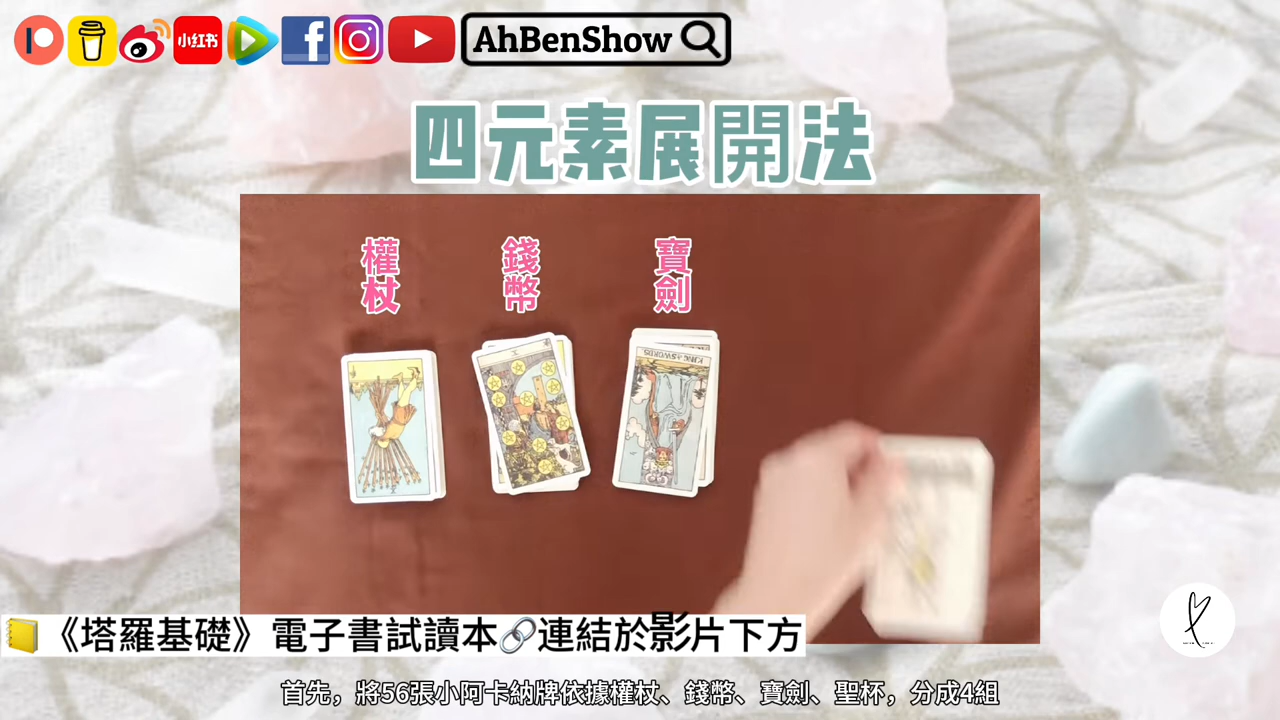 小红书
AhBenShow
四元素展開法
權杖
錢幣
寶劍
KING of SWORDS
X
X
《塔羅基礎》電子書試讀本🔗連結於影片下方
首先，將56張小阿卡納牌依據權杖、錢幣、寶劍、聖杯，分成4組